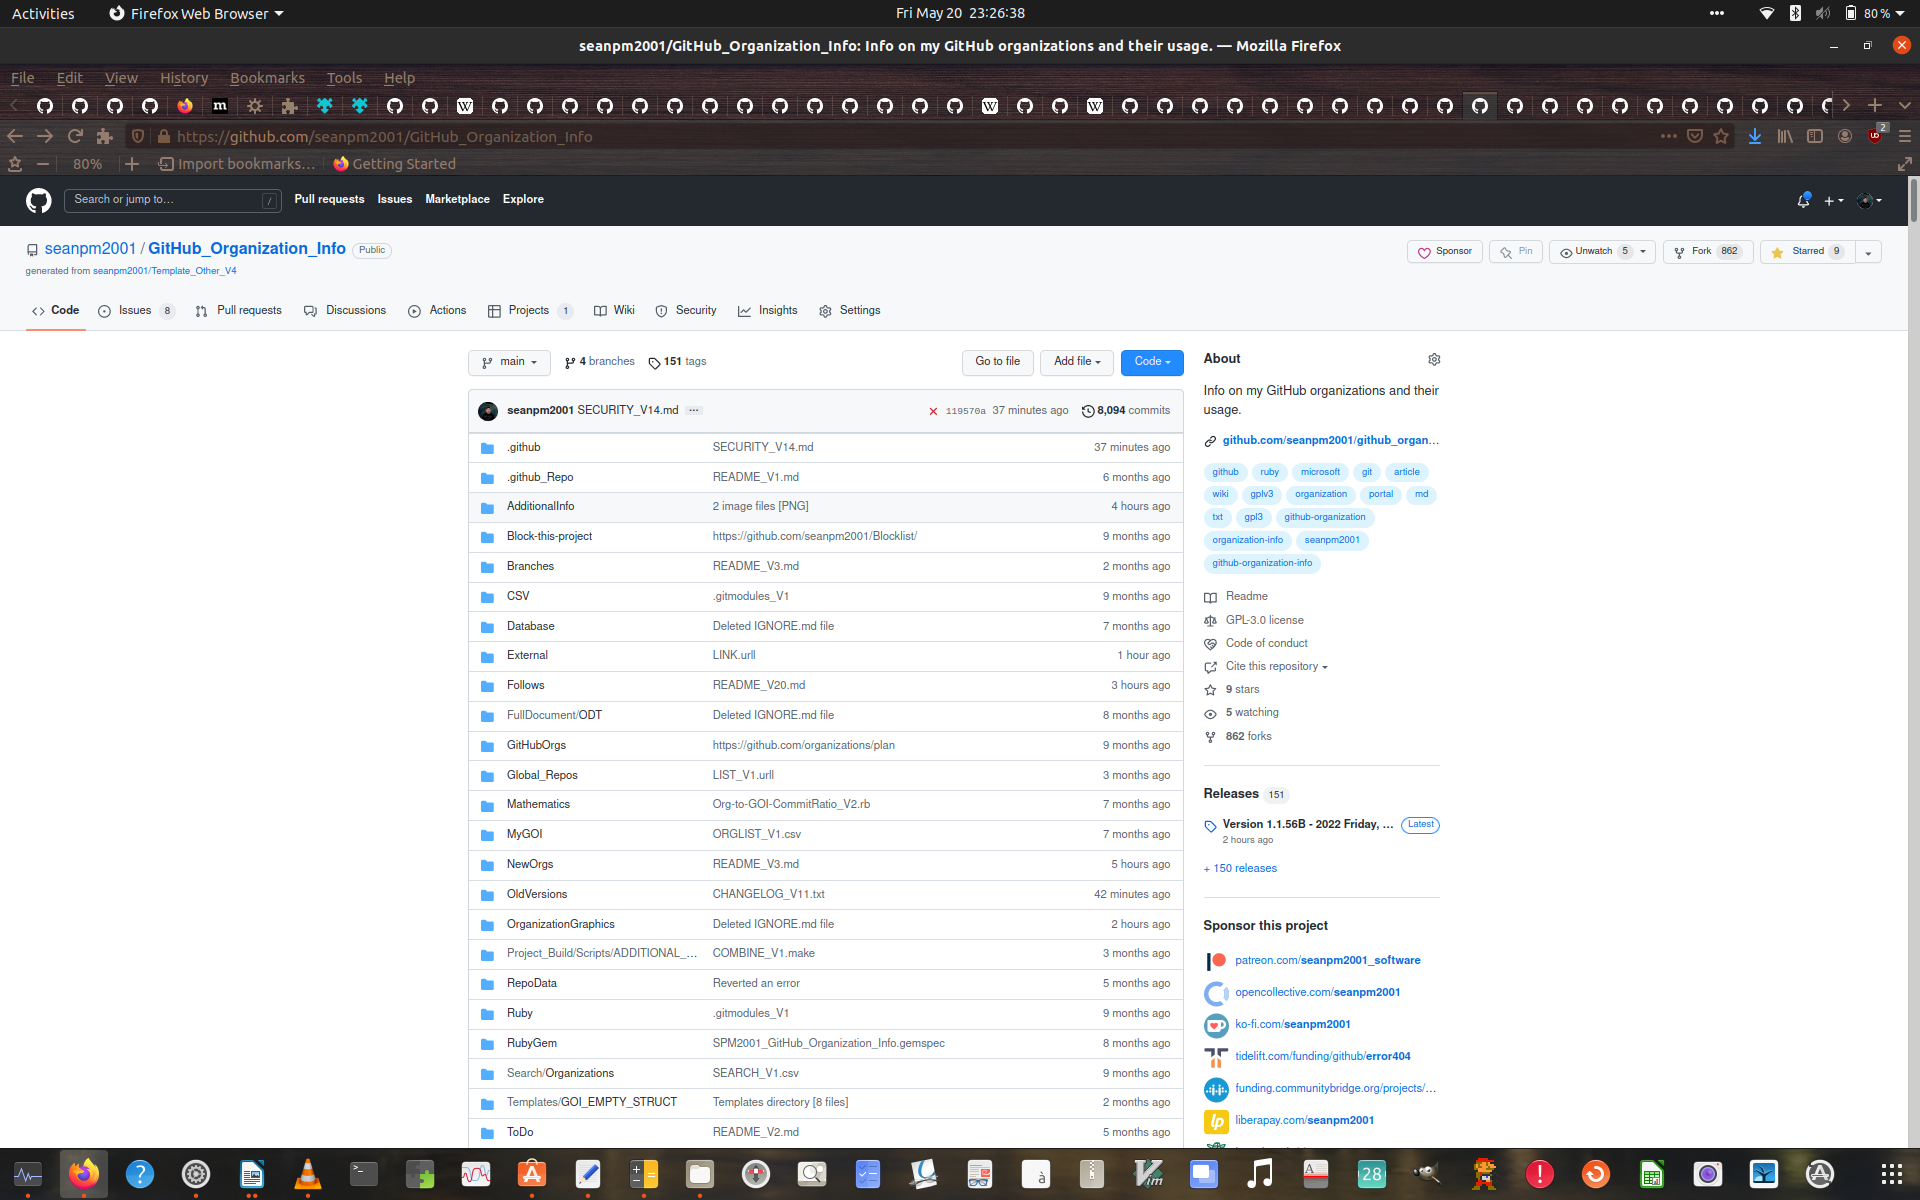 Activities Firefox Web Browser Fri May 20 23:26:38 80 %
seanpm2001/GitHub_Organization_Info: Info on my GitHub organizations and their usage. — Mozilla Firefox
File Edit View History Bookmarks Tools Help
https://github.com/seanpm2001/GitHub_Organization_Info 2
80% Import bookmarks... Getting Started
Search or jump to... / Pull requests Issues Marketplace Explore
seanpm2001 / GitHub_Organization_Info Public Sponsor Pin Unwatch 5 Fork 862 Starred 9
generated from seanpm2001/Template_Other_V4
Code Issues 8 Pull requests Discussions Actions Projects 1 Wiki Security Insights Settings
main 4 branches 151 tags Go to file Add file Code
seanpm2001 SECURITY_V14.md ... 119570a 37 minutes ago 8,094 commits
.github SECURITY_V14.md 37 minutes ago
.github_Repo README_V1.md 6 months ago
AdditionalInfo 2 image files [PNG] 4 hours ago
Block-this-project https://github.com/seanpm2001/Blocklist/ 9 months ago
Branches README_V3.md 2 months ago
CSV .gitmodules_V1 9 months ago
Database Deleted IGNORE.md file 7 months ago
External LINK.urll 1 hour ago
Follows README_V20.md 3 hours ago
FullDocument/ODT Deleted IGNORE.md file 8 months ago
GitHubOrgs https://github.com/organizations/plan 9 months ago
Global_Repos LIST_V1.urll 3 months ago
Mathematics Org-to-GOI-CommitRatio_V2.rb 7 months ago
MyGOI ORGLIST_V1.csv 7 months ago
NewOrgs README_V3.md 5 hours ago
OldVersions CHANGELOG_V11.txt 42 minutes ago
OrganizationGraphics Deleted IGNORE.md file 2 hours ago
Project_Build/Scripts/ADDITIONAL_... COMBINE_V1.make 3 months ago
RepoData Reverted an error 5 months ago
Ruby .gitmodules_V1 9 months ago
RubyGem SPM2001_GitHub_Organization_Info.gemspec 8 months ago
Search/Organizations SEARCH_V1.csv 9 months ago
Templates/GOI_EMPTY_STRUCT Templates directory [8 files] 2 months ago
ToDo README_V2.md 5 months ago
About
Info on my GitHub organizations and their
usage.
github.com/seanpm2001/github_organ...
github ruby microsoft git article
wiki gplv3 organization portal md
txt gpl3 github-organization
organization-info seanpm2001
github-organization-info
Readme
GPL-3.0 license
Code of conduct
Cite this repository
9 stars
5 watching
862 forks
Releases 151
Version 1.1.56B - 2022 Friday, ... Latest
2 hours ago
+ 150 releases
Sponsor this project
patreon.com/seanpm2001_software
opencollective.com/seanpm2001
ko-fi.com/seanpm2001
tidelift.com/funding/github/error404
funding.communitybridge.org/projects/...
liberapay.com/seanpm2001
28